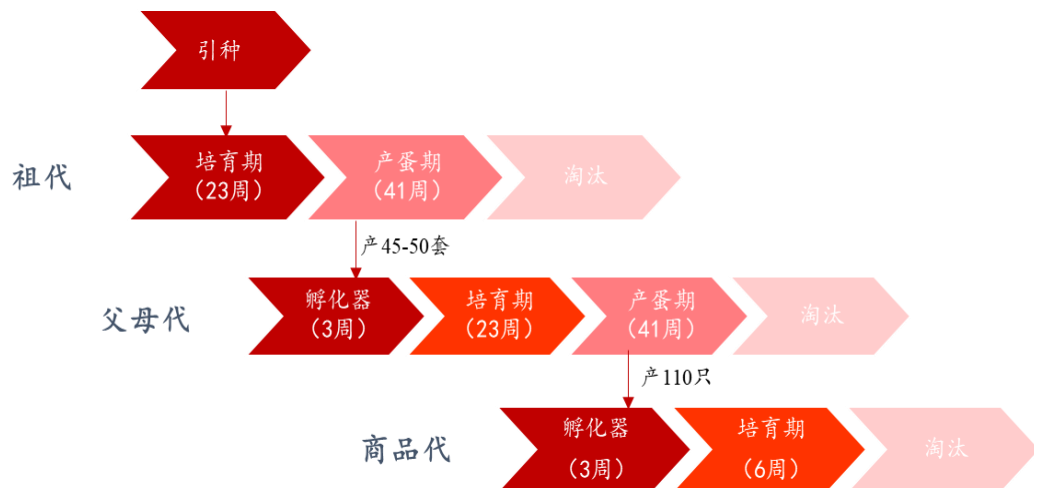 引种
祖代
培育期
（23周）
产蛋期
（41周）
淘汰
产45-50套
父母代
孵化器
（3周）
培育期
（23周）
产蛋期
（41周）
淘汰
产110只
商品代
孵化器
（3周）
培育期
（6周）
淘汰